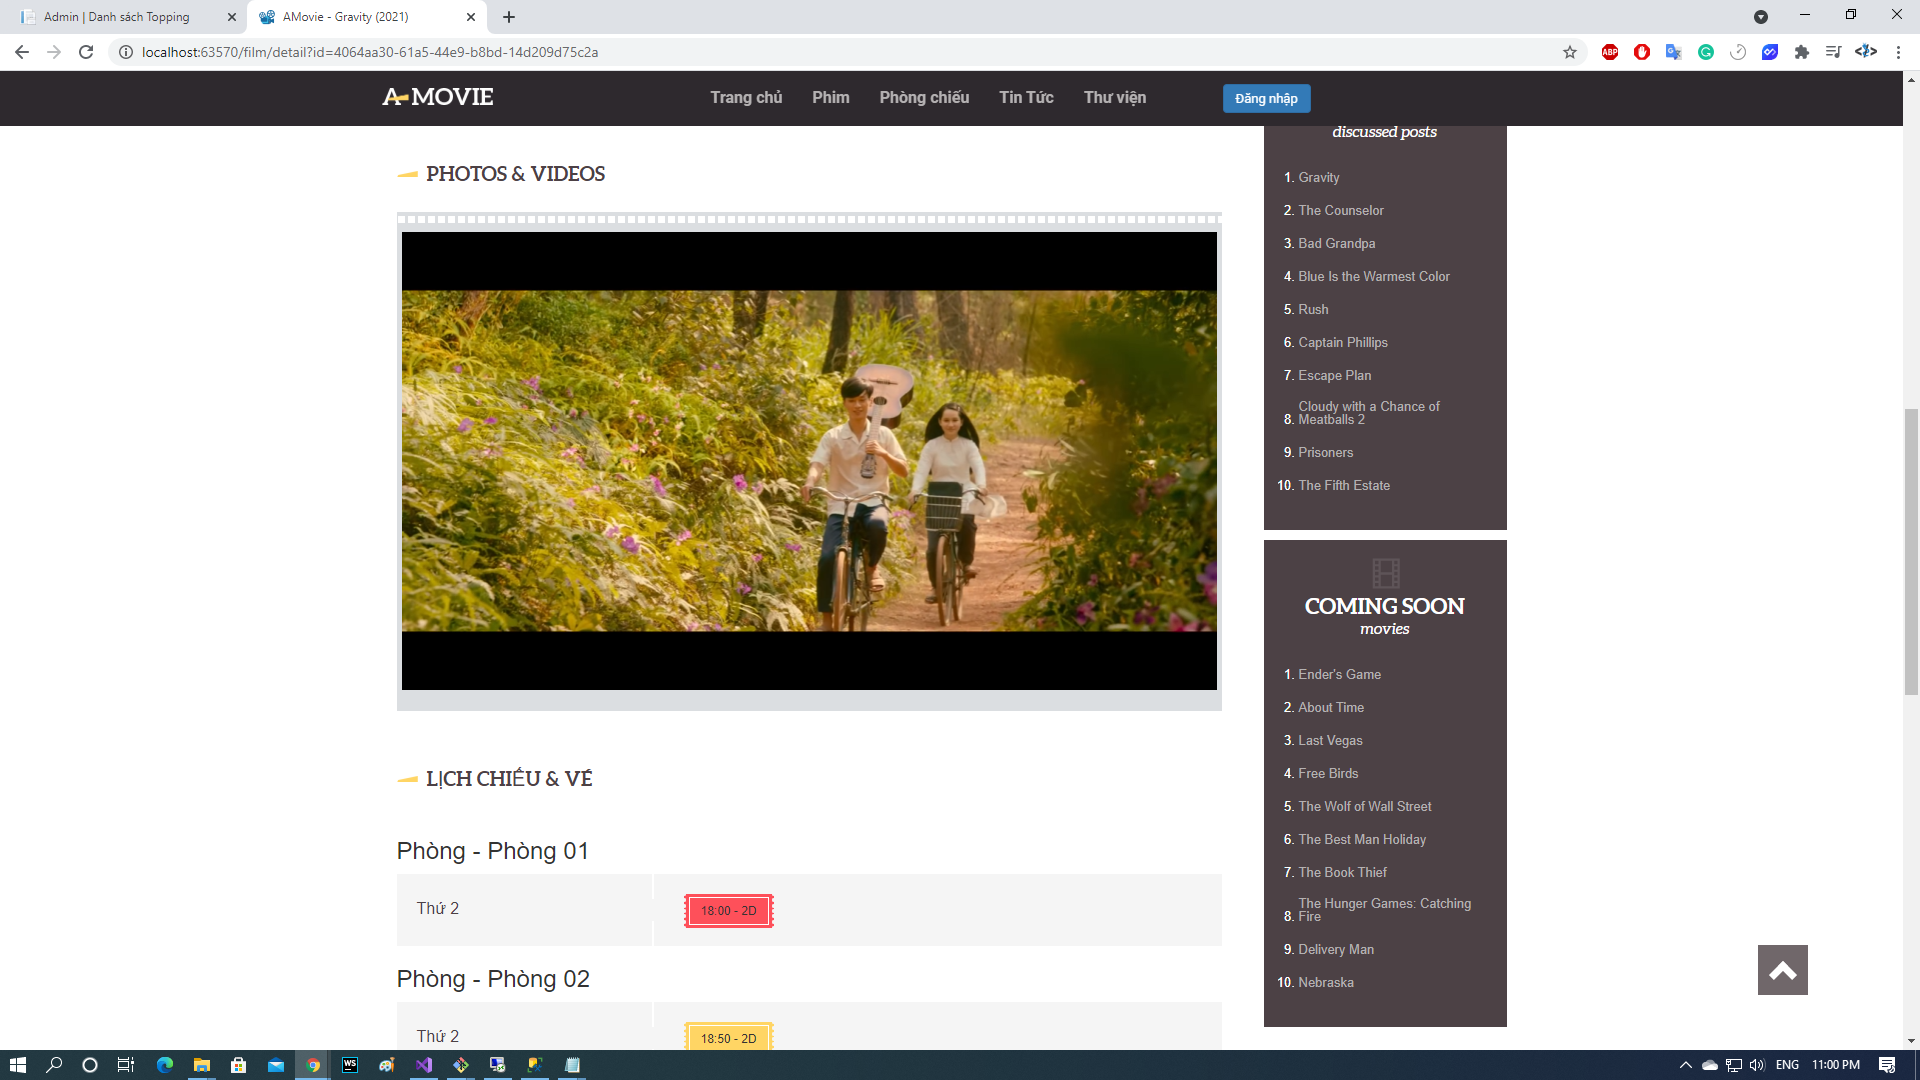 Admin | Danh sách Topping
AMovie - Gravity (2021)
localhost:63570/film/detail?id=4064aa30-61a5-44e9-b8bd-14d209d75c2a
ABP
A-MOVIE
Trang chủ
Phim
Phòng chiếu
Tin Tức
Thư viện
Đăng nhập
PHOTOS & VIDEOS
LỊCH CHIẾU & VÉ
Phòng - Phòng 01
Thứ 2
18:00 - 2D
Phòng - Phòng 02
Thứ 2
18:50 - 2D
discussed posts
1. Gravity
2. The Counselor
3. Bad Grandpa
4. Blue Is the Warmest Color
5. Rush
6. Captain Phillips
7. Escape Plan
8. Cloudy with a Chance of
Meatballs 2
9. Prisoners
10. The Fifth Estate
COMING SOON
movies
1. Ender's Game
2. About Time
3. Last Vegas
4. Free Birds
5. The Wolf of Wall Street
6. The Best Man Holiday
7. The Book Thief
8. The Hunger Games: Catching
Fire
9. Delivery Man
10. Nebraska
WS
ENG
11:00 PM